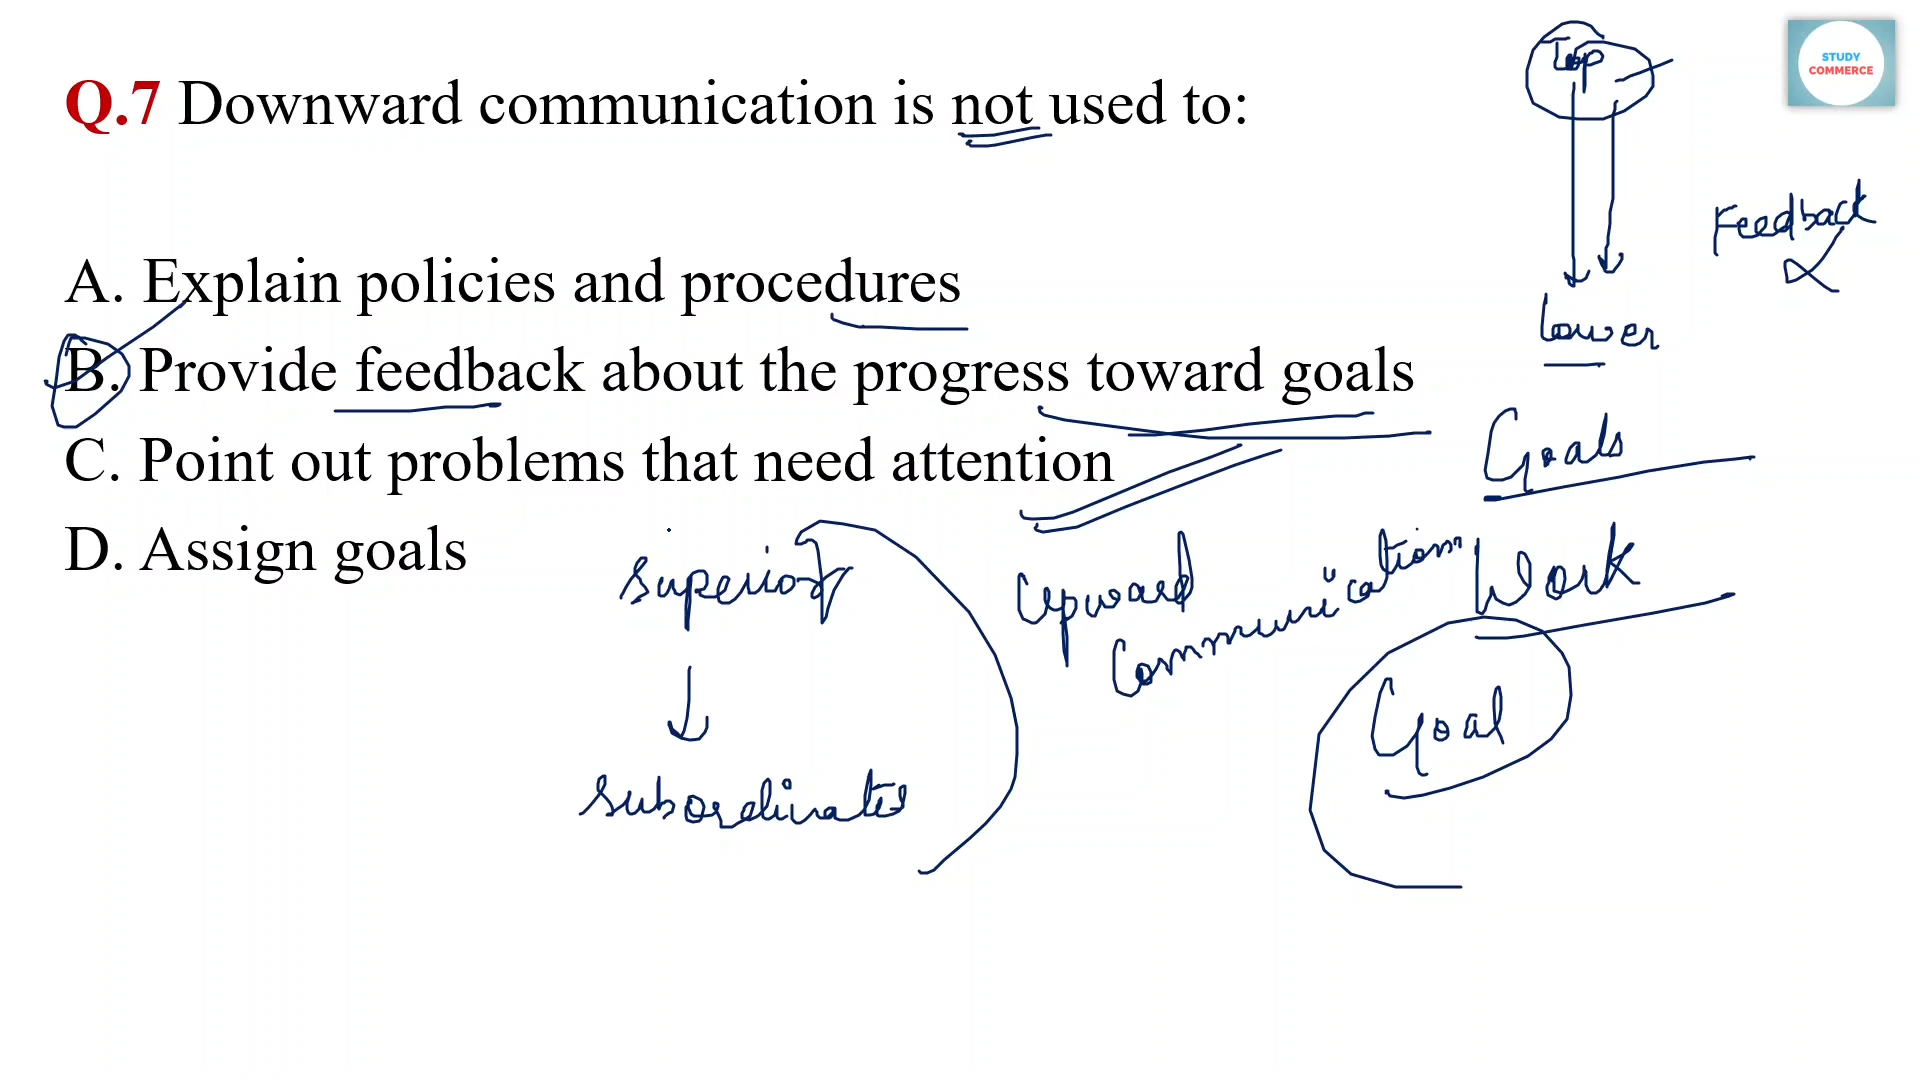 Q.7 Downward communication is not used to:
A. Explain policies and procedures
B. Provide feedback about the progress toward goals
C. Point out problems that need attention
D. Assign goals
Top
lower
Feedback
Goals
Work
Goal
Superior
subordinates
Upward
Communication
STUDY
COMMERCE